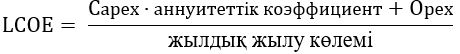 LCOE = Capex · аннуитеттік коэффициент + Opex
жылдық жылу көлемі